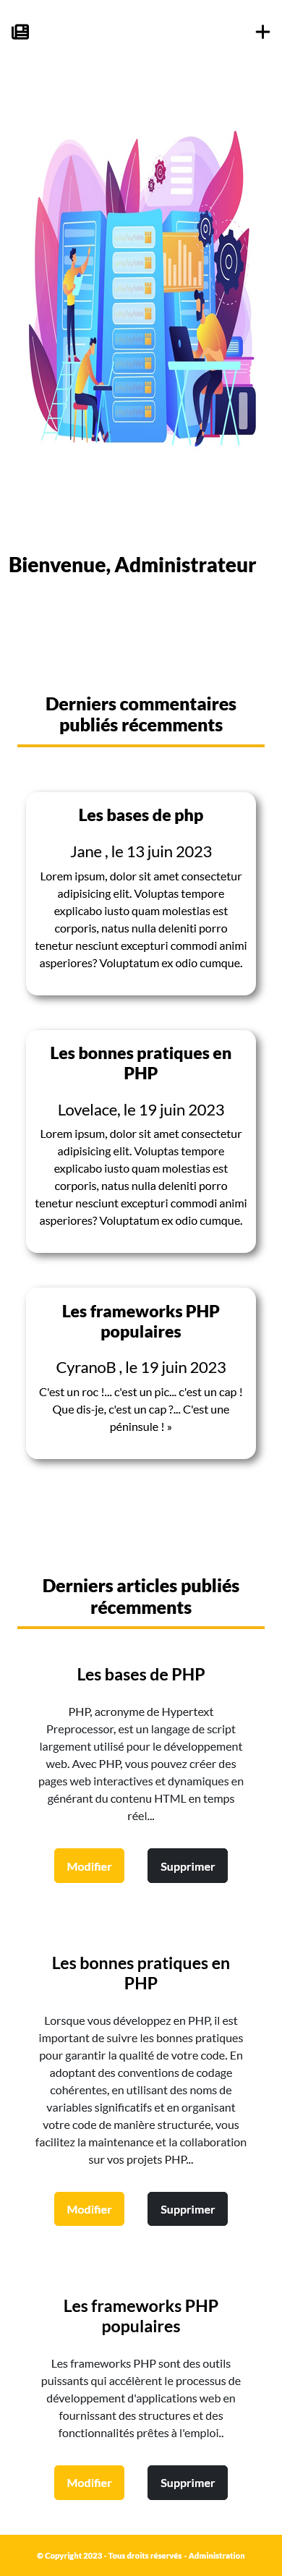 Bienvenue, Administrateur
Derniers commentaires
publiés récemments
Les bases de php
Jane , le 13 juin 2023
Lorem ipsum, dolor sit amet consectetur
adipisicing elit. Voluptas tempore
explicabo iusto quam molestias est
corporis, natus nulla deleniti porro
tenetur nesciunt excepturi commodi animi
asperiores? Voluptatum ex odio cumque.
Les bonnes pratiques en
PHP
Lovelace, le 19 juin 2023
Lorem ipsum, dolor sit amet consectetur
adipisicing elit. Voluptas tempore
explicabo iusto quam molestias est
corporis, natus nulla deleniti porro
tenetur nesciunt excepturi commodi animi
asperiores? Voluptatum ex odio cumque.
Les frameworks PHP
populaires
CyranoB , le 19 juin 2023
C'est un roc !... c'est un pic... c'est un cap !
Que dis-je, c'est un cap ?... C'est une
péninsule ! »
Derniers articles publiés
récemments
Les bases de PHP
PHP, acronyme de Hypertext
Preprocessor, est un langage de script
largement utilisé pour le développement
web. Avec PHP, vous pouvez créer des
pages web interactives et dynamiques en
générant du contenu HTML en temps
réel...
Modifier Supprimer
Les bonnes pratiques en
PHP
Lorsque vous développez en PHP, il est
important de suivre les bonnes pratiques
pour garantir la qualité de votre code. En
adoptant des conventions de codage
cohérentes, en utilisant des noms de
variables significatifs et en organisant
votre code de manière structurée, vous
facilitez la maintenance et la collaboration
sur vos projets PHP...
Modifier Supprimer
Les frameworks PHP
populaires
Les frameworks PHP sont des outils
puissants qui accélèrent le processus de
développement d'applications web en
fournissant des structures et des
fonctionnalités prêtes à l'emploi..
Modifier Supprimer
© Copyright 2023 - Tous droits réservés - Administration